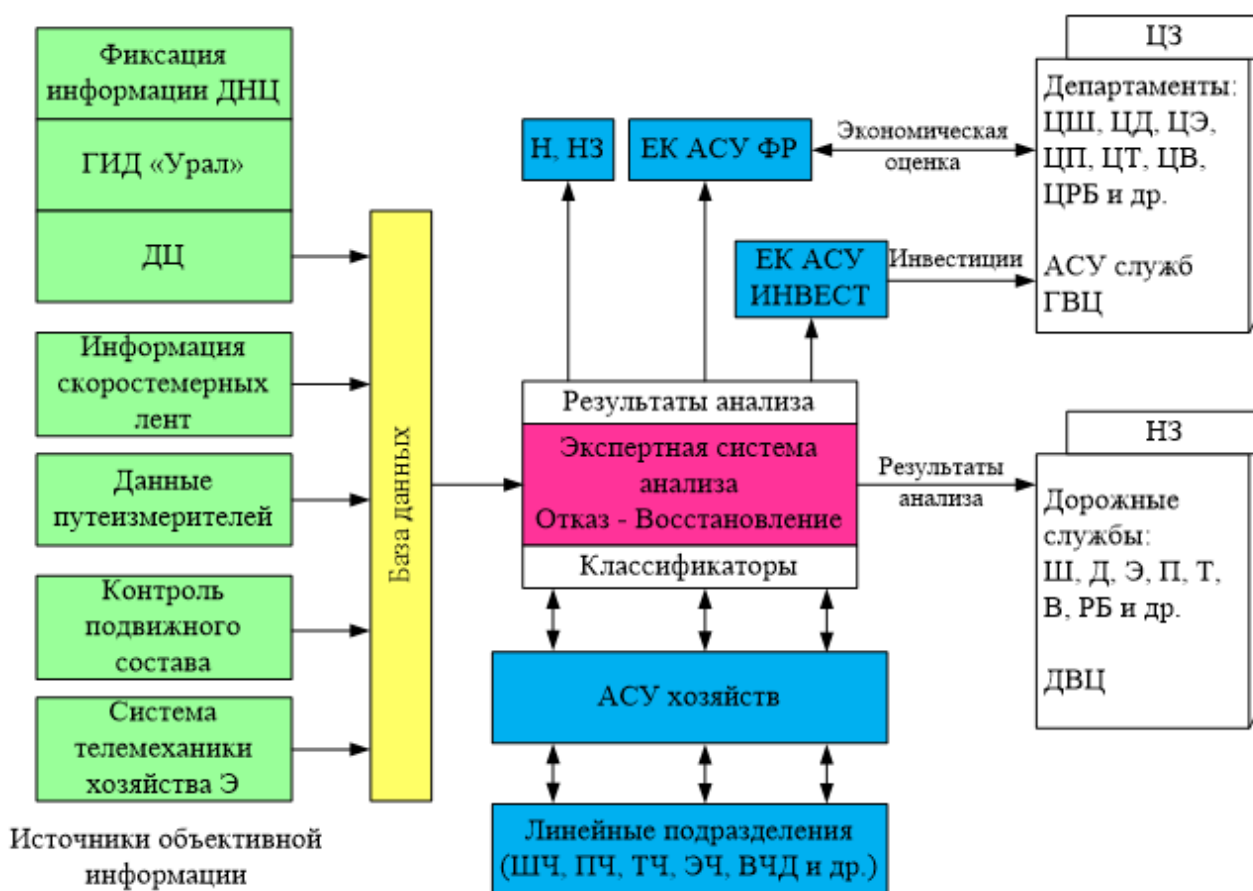 Фиксация
информации ДНЦ
ГИД «Урал»
ДЦ
Информация
скоростемерных
лент
Данные
путеизмерителей
Контроль
подвижного
состава
Система
телемеханики
хозяйства Э
Источники объективной
информации
База данных
Н, НЗ
ЕК АСУ ФР
Экономическая
оценка
ЕК АСУ
ИНВЕСТ
Инвестиции
Результаты анализа
Экспертная система
анализа
Отказ - Восстановление
Классификаторы
Результаты
анализа
АСУ хозяйств
Линейные подразделения
(ШЧ, ПЧ, ТЧ, ЭЧ, ВЧД и др.)
ЦЗ
Департаменты:
ЦШ, ЦД, ЦЭ,
ЦП, ЦТ, ЦВ,
ЦРБ и др.
АСУ служб
ГВЦ
НЗ
Дорожные
службы:
Ш, Д, Э, П, Т,
В, РБ и др.
ДВЦ